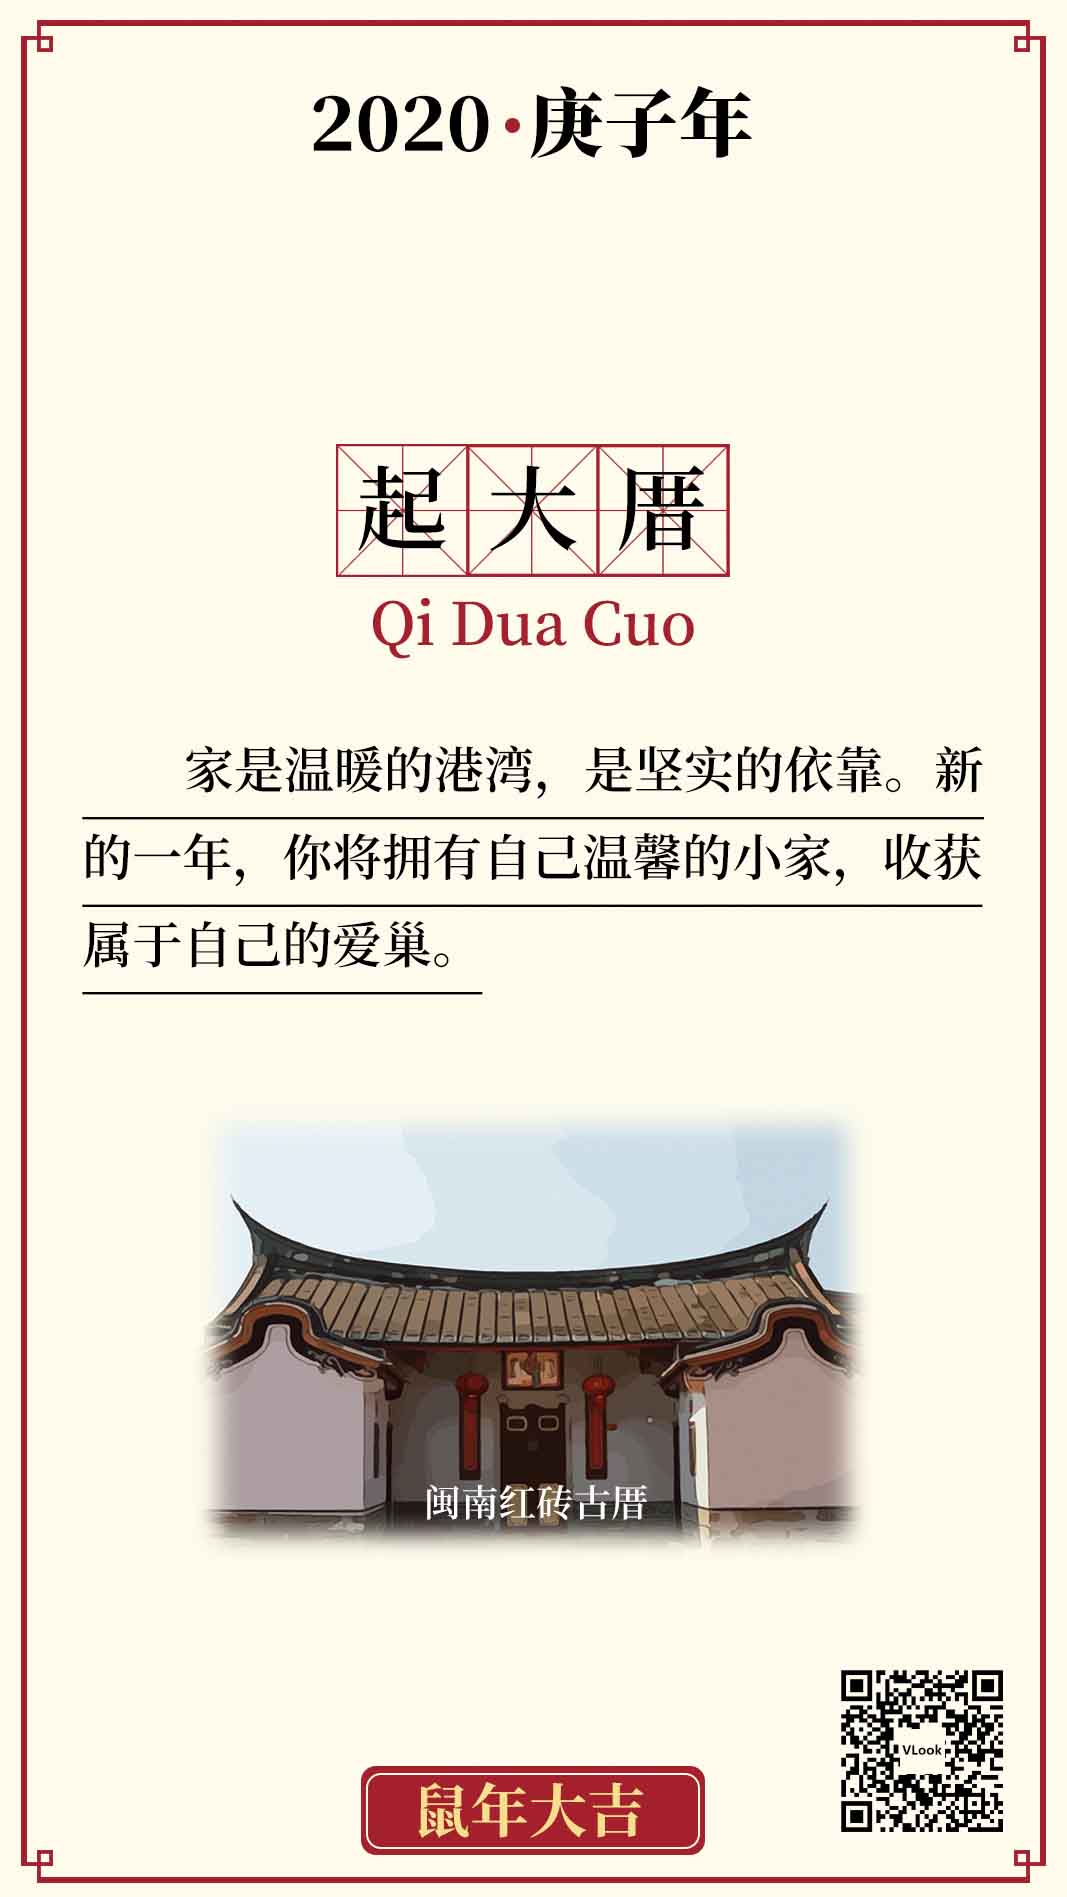 2020·庚子年
起大厝
Qi Dua Cuo
家是温暖的港湾，是坚实的依靠。新
的一年，你将拥有自己温馨的小家，收获
属于自己的爱巢。
闽南红砖古厝
VLook
鼠年大吉